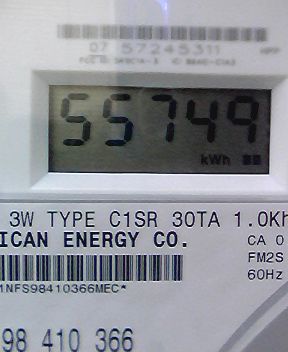 07 57245311
55749
kWh
3W TYPE C1SR 30TA 1.0Kh
ICAN ENERGY CO.
CA 0
FM2S
60Hz
1NFS98410366MEC*
98 410 366